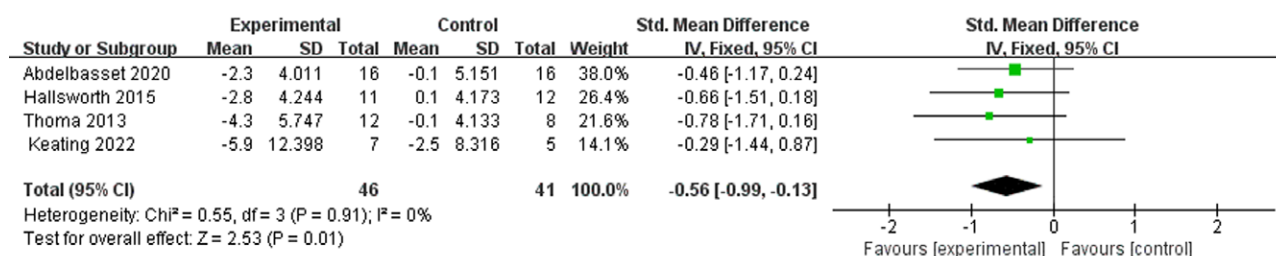 Experimental Control Std. Mean Difference Std. Mean Difference
Study or Subgroup Mean SD Total Mean SD Total Weight IV, Fixed, 95% CI IV, Fixed, 95% CI
Abdelbasset 2020 -2.3 4.011 16 -0.1 5.151 16 38.0% -0.46 [-1.17, 0.24]
Hallsworth 2015 -2.8 4.244 11 0.1 4.173 12 26.4% -0.66 [-1.51, 0.18]
Thoma 2013 -4.3 5.747 12 -0.1 4.133 8 21.6% -0.78 [-1.71, 0.16]
Keating 2022 -5.9 12.398 7 -2.5 8.316 5 14.1% -0.29 [-1.44, 0.87]
Total (95% CI) 46 41 100.0% -0.56 [-0.99, -0.13]
Heterogeneity: Chi² = 0.55, df = 3 (P = 0.91); I² = 0%
Test for overall effect: Z = 2.53 (P = 0.01)
-2 -1 0 1 2
Favours [experimental] Favours [control]